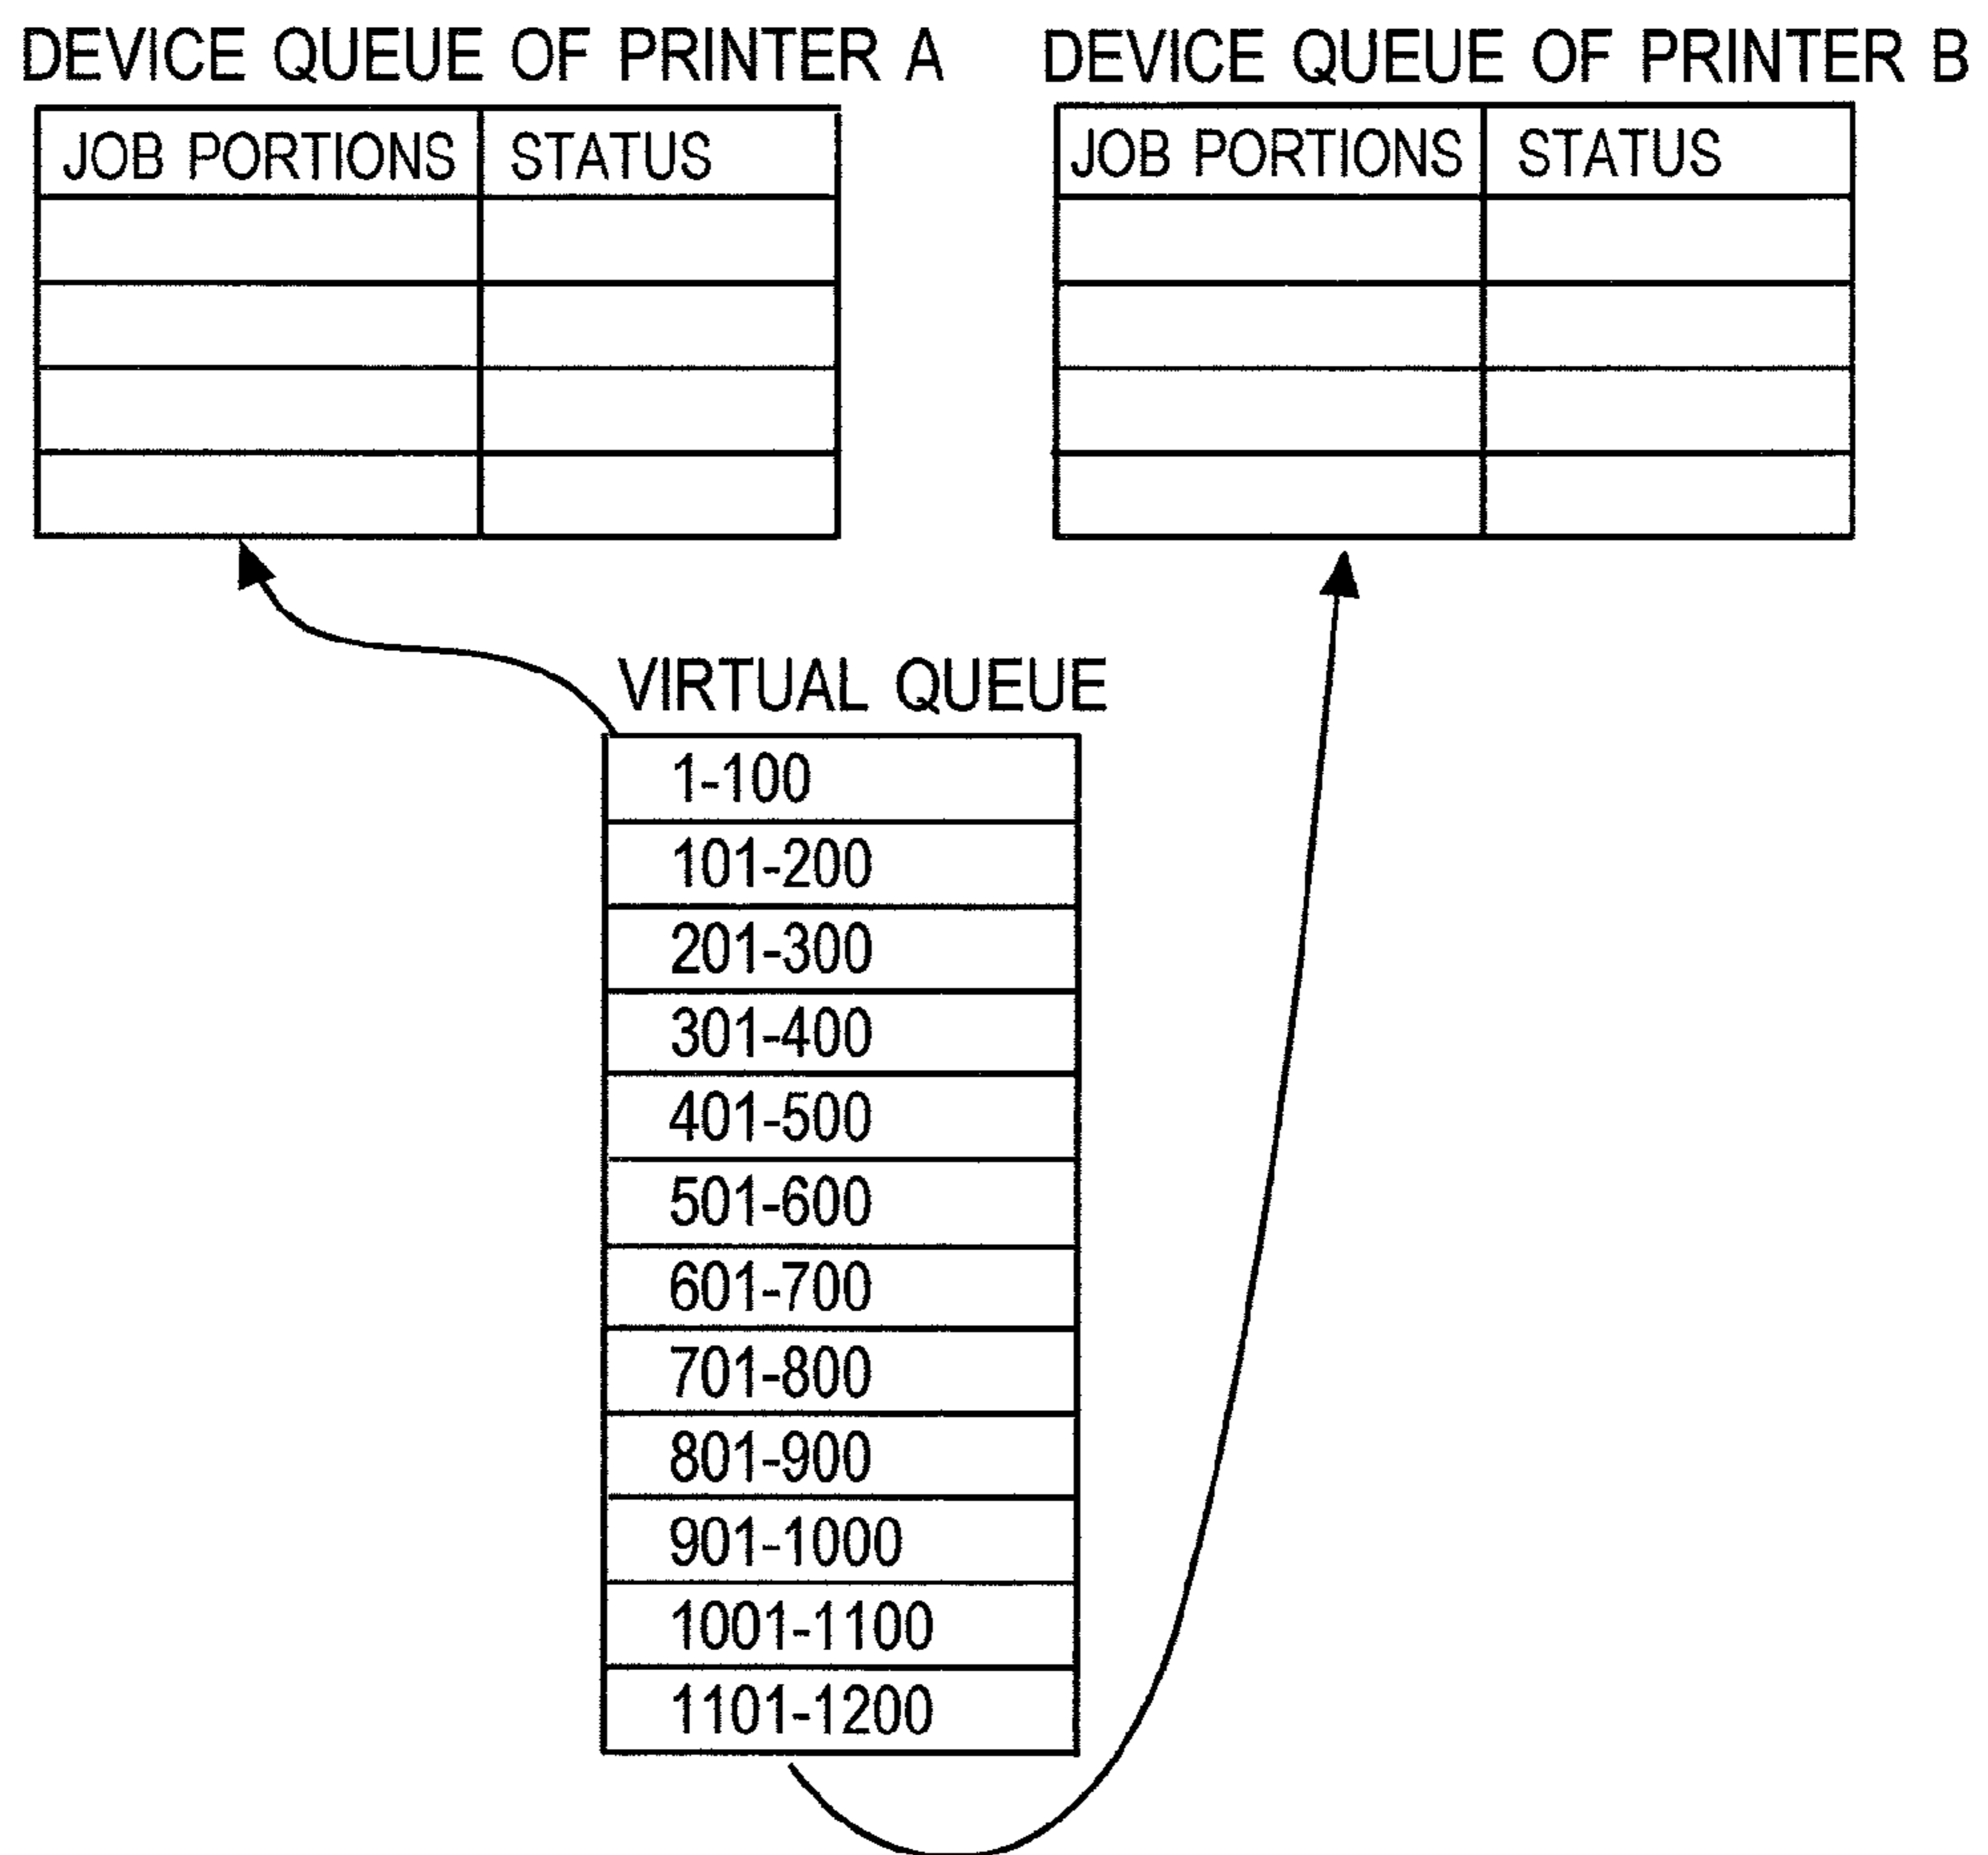 DEVICE QUEUE OF PRINTER A
JOB PORTIONS STATUS
DEVICE QUEUE OF PRINTER B
JOB PORTIONS STATUS
VIRTUAL QUEUE
1-100
101-200
201-300
301-400
401-500
501-600
601-700
701-800
801-900
901-1000
1001-1100
1101-1200